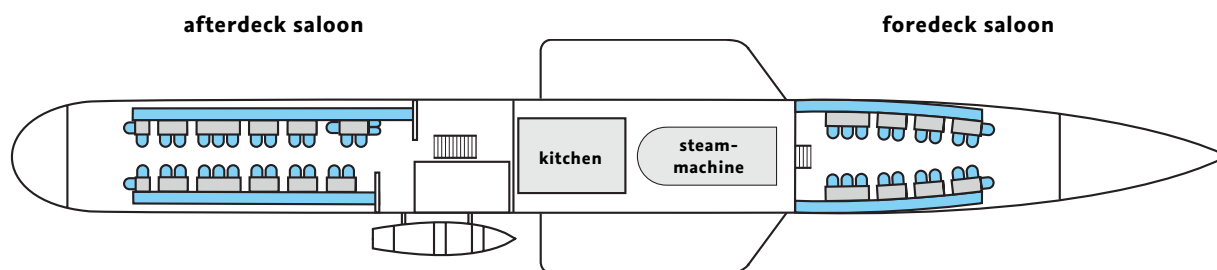 afterdeck saloon
foredeck saloon
kitchen
steam-
machine